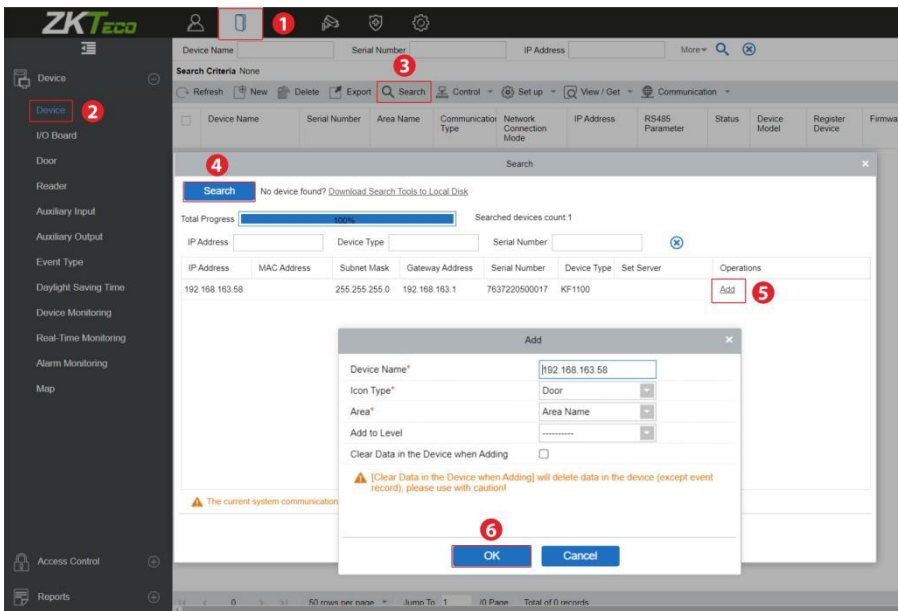 ZKTECO
1
Device Name Serial Number IP Address More
3
Search Criteria None
Device
Refresh New Delete Export Search Control Set up View / Get Communication
Device 2
Device Name Serial Number Area Name Communication Type Network Connection Mode IP Address RS485 Parameter Status Device Model Register Device Firmwa
I/O Board
Door
Reader
Auxiliary Input
Auxiliary Output
Event Type
Daylight Saving Time
Device Monitoring
Real-Time Monitoring
Alarm Monitoring
Map
Access Control
Reports
4 Search
Search No device found? Download Search Tools to Local Disk
Total Progress 100% Searched devices count:1
IP Address Device Type Serial Number
IP Address MAC Address Subnet Mask Gateway Address Serial Number Device Type Set Server Operations
192.168.163.58 255.255.255.0 192.168.163.1 7637220500017 KF1100 Add 5
Add
Device Name* 192.168.163.58
Icon Type* Door
Area* Area Name
Add to Level ----------
Clear Data in the Device when Adding
[Clear Data in the Device when Adding] will delete data in the device (except event
record), please use with caution!
The current system communication
6
OK Cancel
0 50 rows per page Jump To 1 /0 Page Total of 0 records